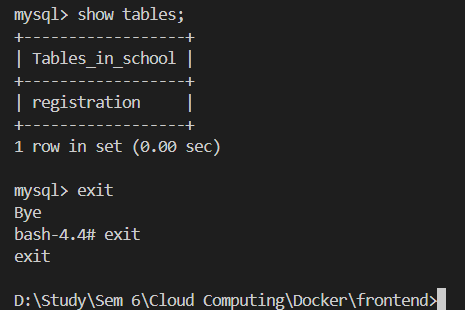 mysql> show tables;
+------------------+
| Tables_in_school |
+------------------+
| registration     |
+------------------+
1 row in set (0.00 sec)
mysql> exit
Bye
bash-4.4# exit
exit
D:\Study\Sem 6\Cloud Computing\Docker\frontend>